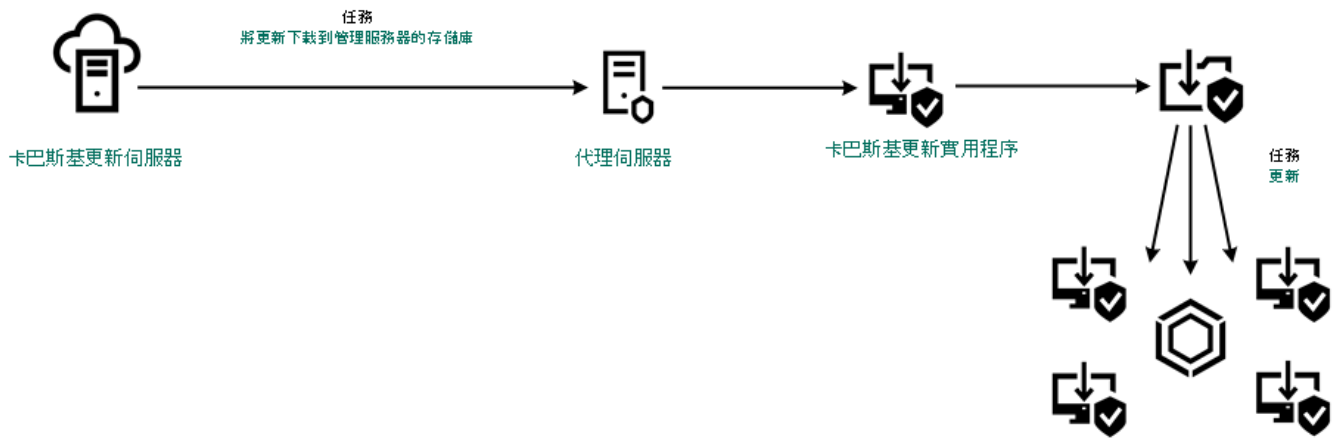 任務
將更新下載到管理服務器的存儲庫
卡巴斯基更新伺服器
代理伺服器
卡巴斯基更新實用程序
任務
更新